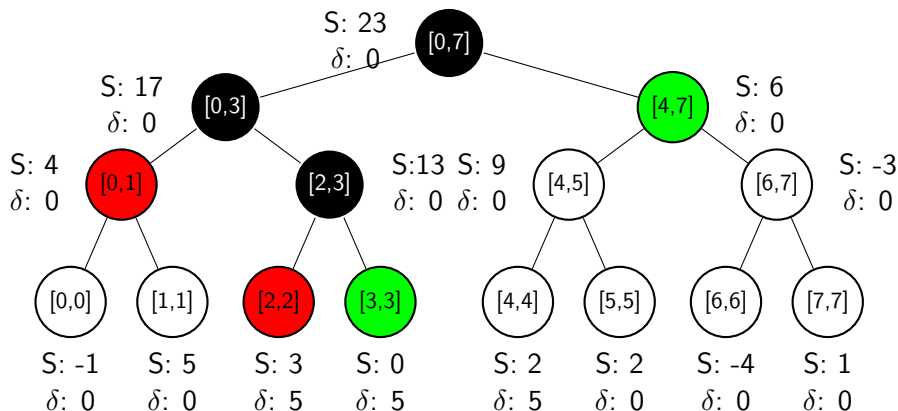 S: 23
δ: 0
[0,7]
S: 17
δ: 0
[0,3]
[4,7]
S: 6
δ: 0
S: 4
δ: 0
[0,1]
[2,3]
S:13
δ: 0
S: 9
δ: 0
[4,5]
[6,7]
S: -3
δ: 0
[0,0]
[1,1]
[2,2]
[3,3]
[4,4]
[5,5]
[6,6]
[7,7]
S: -1
δ: 0
S: 5
δ: 0
S: 3
δ: 5
S: 0
δ: 5
S: 2
δ: 5
S: 2
δ: 0
S: -4
δ: 0
S: 1
δ: 0